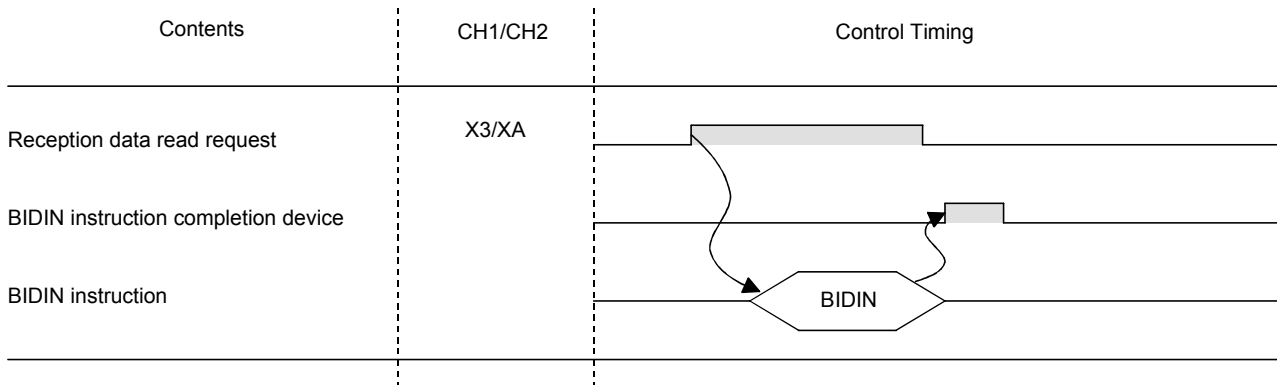 Contents CH1/CH2 Control Timing
Reception data read request X3/XA
BIDIN instruction completion device
BIDIN instruction BIDIN